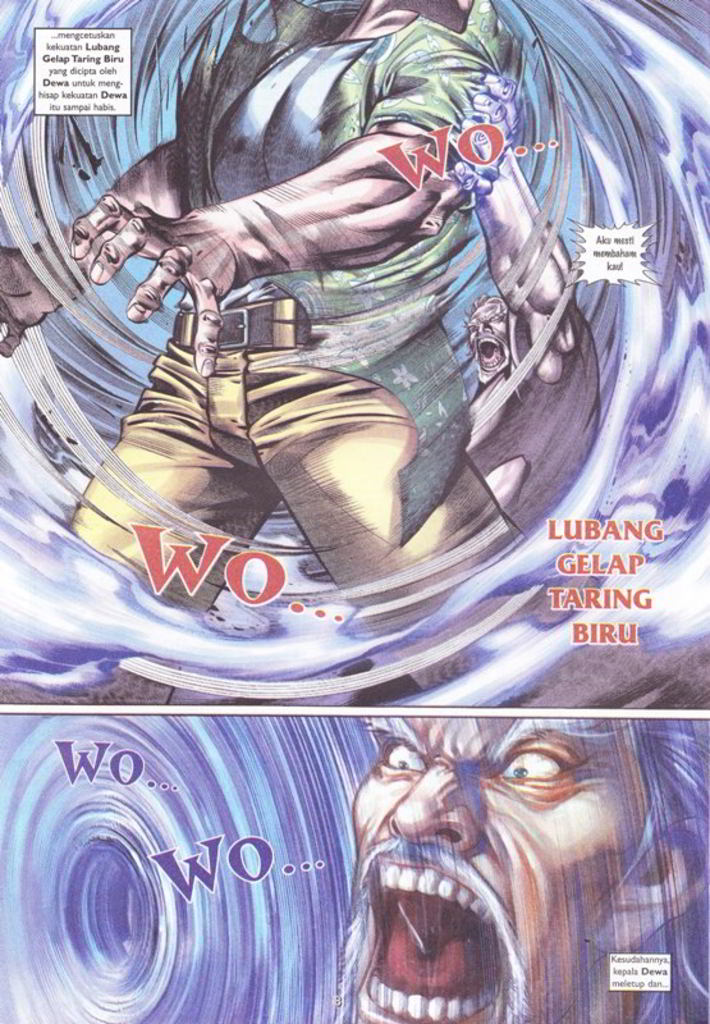 ...mengcetuskan
kekuatan Lubang
Gelap Taring Biru
yang dicipta oleh
Dewa untuk meng-
hisap kekuatan Dewa
itu sampai habis.
WO...
Aku mesti
membaham
kau!
WO...
LUBANG
GELAP
TARING
BIRU
WO...
WO...
Kesudahannya,
kepala Dewa
meletup dan...
8